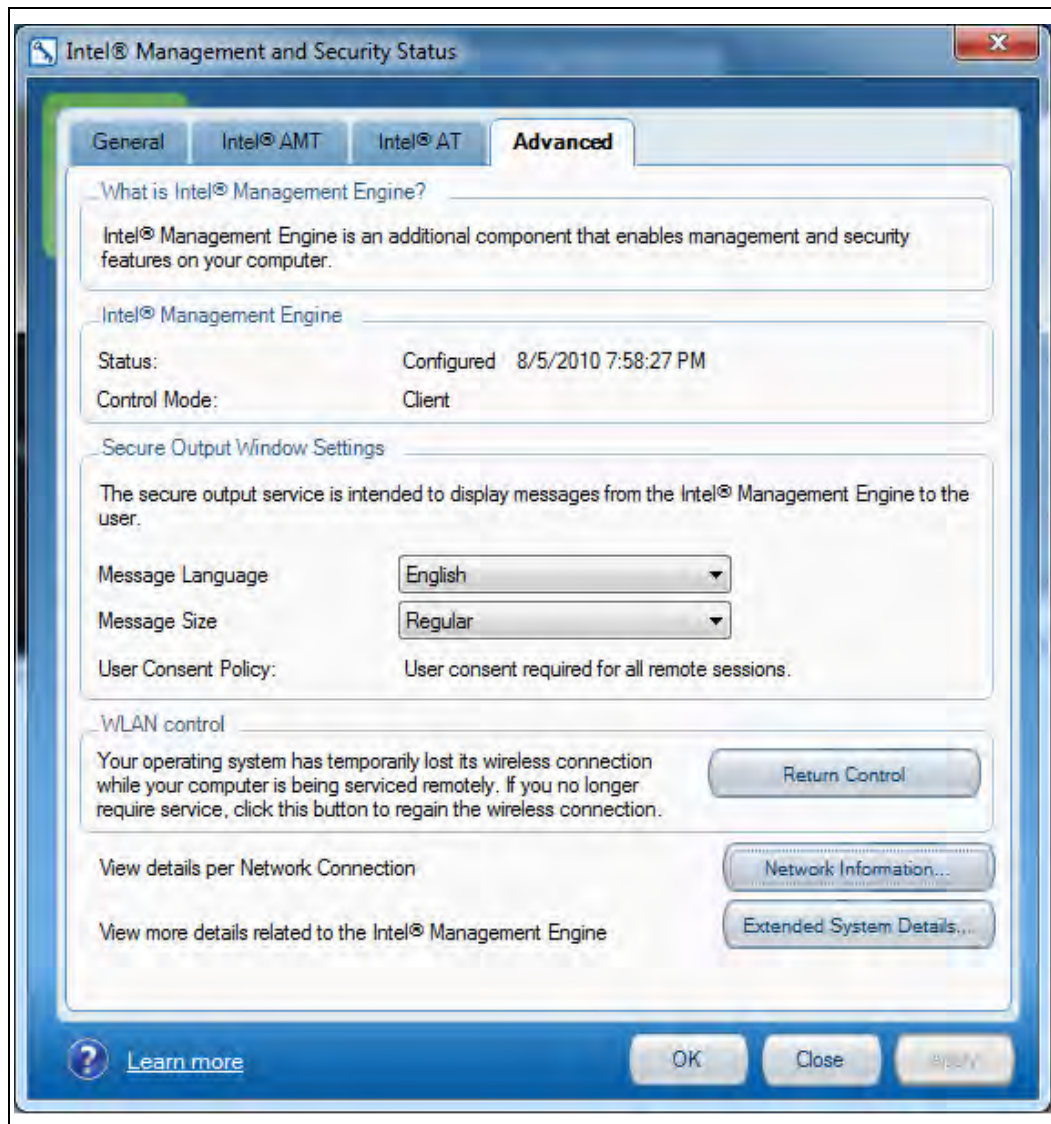 Intel® Management and Security Status
General Intel® AMT Intel® AT Advanced
What is Intel® Management Engine?
Intel® Management Engine is an additional component that enables management and security
features on your computer.
Intel® Management Engine
Status: Configured 8/5/2010 7:58:27 PM
Control Mode: Client
Secure Output Window Settings
The secure output service is intended to display messages from the Intel® Management Engine to the
user.
Message Language English
Message Size Regular
User Consent Policy: User consent required for all remote sessions.
WLAN control
Your operating system has temporarily lost its wireless connection
while your computer is being serviced remotely. If you no longer
require service, click this button to regain the wireless connection.
Return Control
View details per Network Connection Network Information...
View more details related to the Intel® Management Engine Extended System Details...
? Learn more OK Close Apply